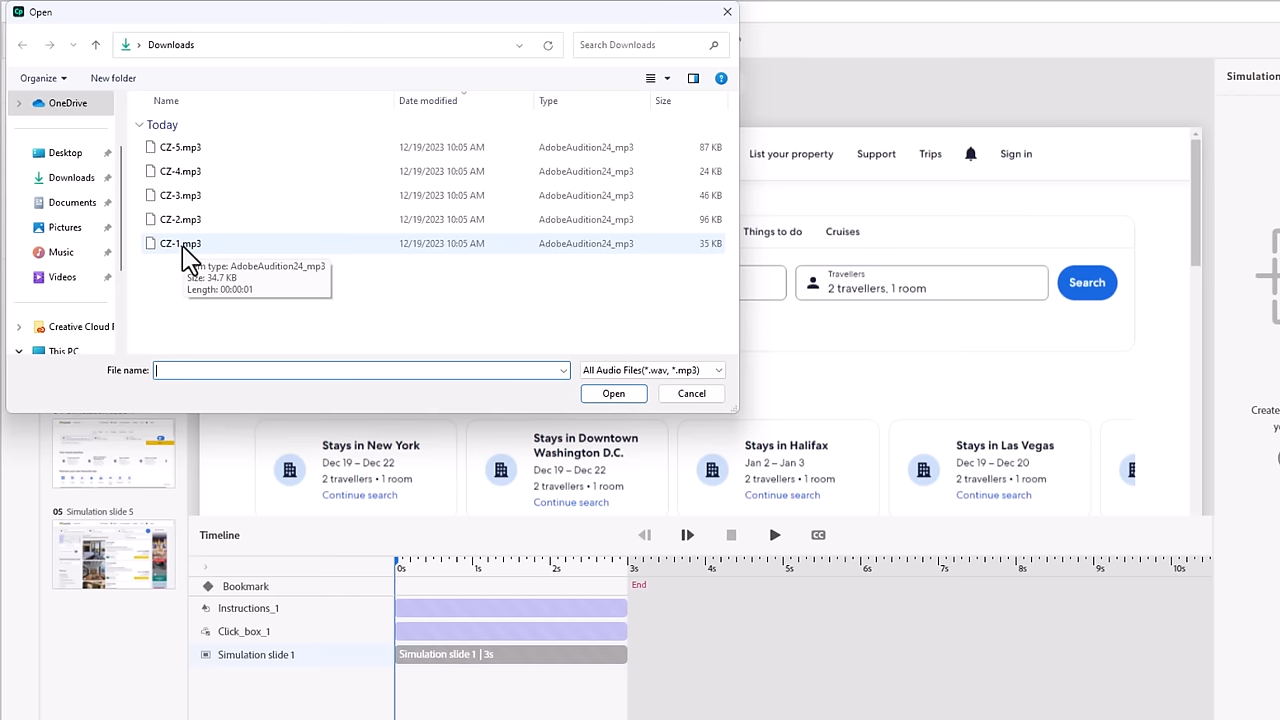 Cp Open
Downloads
Search Downloads
Organize
New folder
Simulation
OneDrive
Name Date modified Type Size
Today
Desktop
Downloads
Documents
Pictures
Music
Videos
Creative Cloud F
This PC
CZ-5.mp3 12/19/2023 10:05 AM AdobeAudition24_mp3 87 KB
CZ-4.mp3 12/19/2023 10:05 AM AdobeAudition24_mp3 24 KB
CZ-3.mp3 12/19/2023 10:05 AM AdobeAudition24_mp3 46 KB
CZ-2.mp3 12/19/2023 10:05 AM AdobeAudition24_mp3 96 KB
CZ-1.mp3 12/19/2023 10:05 AM AdobeAudition24_mp3 35 KB
type: AdobeAudition24_mp3
Size: 34.7 KB
Length: 00:00:01
File name:
All Audio Files(*.wav, *.mp3)
Open
Cancel
List your property Support Trips Sign in
Things to do Cruises
Travellers
2 travellers, 1 room
Search
Create
Stays in New York
Dec 19 – Dec 22
2 travellers • 1 room
Continue search
Stays in Downtown
Washington D.C.
Dec 19 – Dec 22
2 travellers • 1 room
Continue search
Stays in Halifax
Jan 2 – Jan 3
2 travellers • 1 room
Continue search
Stays in Las Vegas
Dec 19 – Dec 20
2 travellers • 1 room
Continue search
05 Simulation slide 5
Timeline
CC
0s 1s 2s 3s 4s 5s 6s 7s 8s 9s 10s
End
Bookmark
Instructions_1
Click_box_1
Simulation slide 1
Simulation slide 1 | 3s